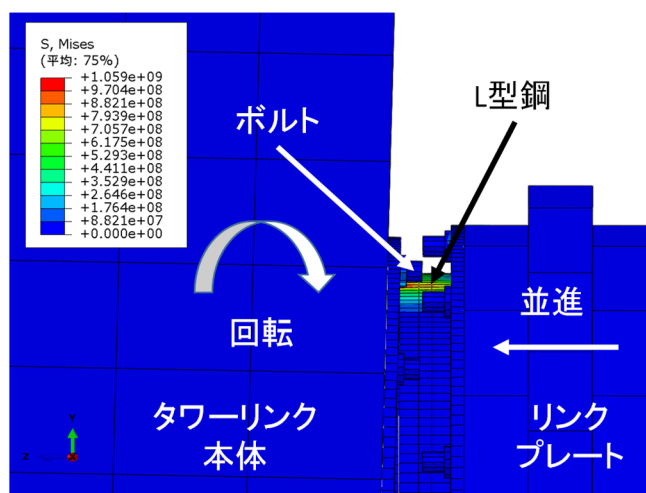 S, Mises
(平均: 75%)
+1.059e+09
+9.704e+08
+8.821e+08
+7.939e+08
+7.057e+08
+6.175e+08
+5.293e+08
+4.411e+08
+3.529e+08
+2.646e+08
+1.764e+08
+8.821e+07
+0.000e+00
ボルト
L型鋼
回転
並進
タワーリンク
本体
リンク
プレート
Y
Z
X